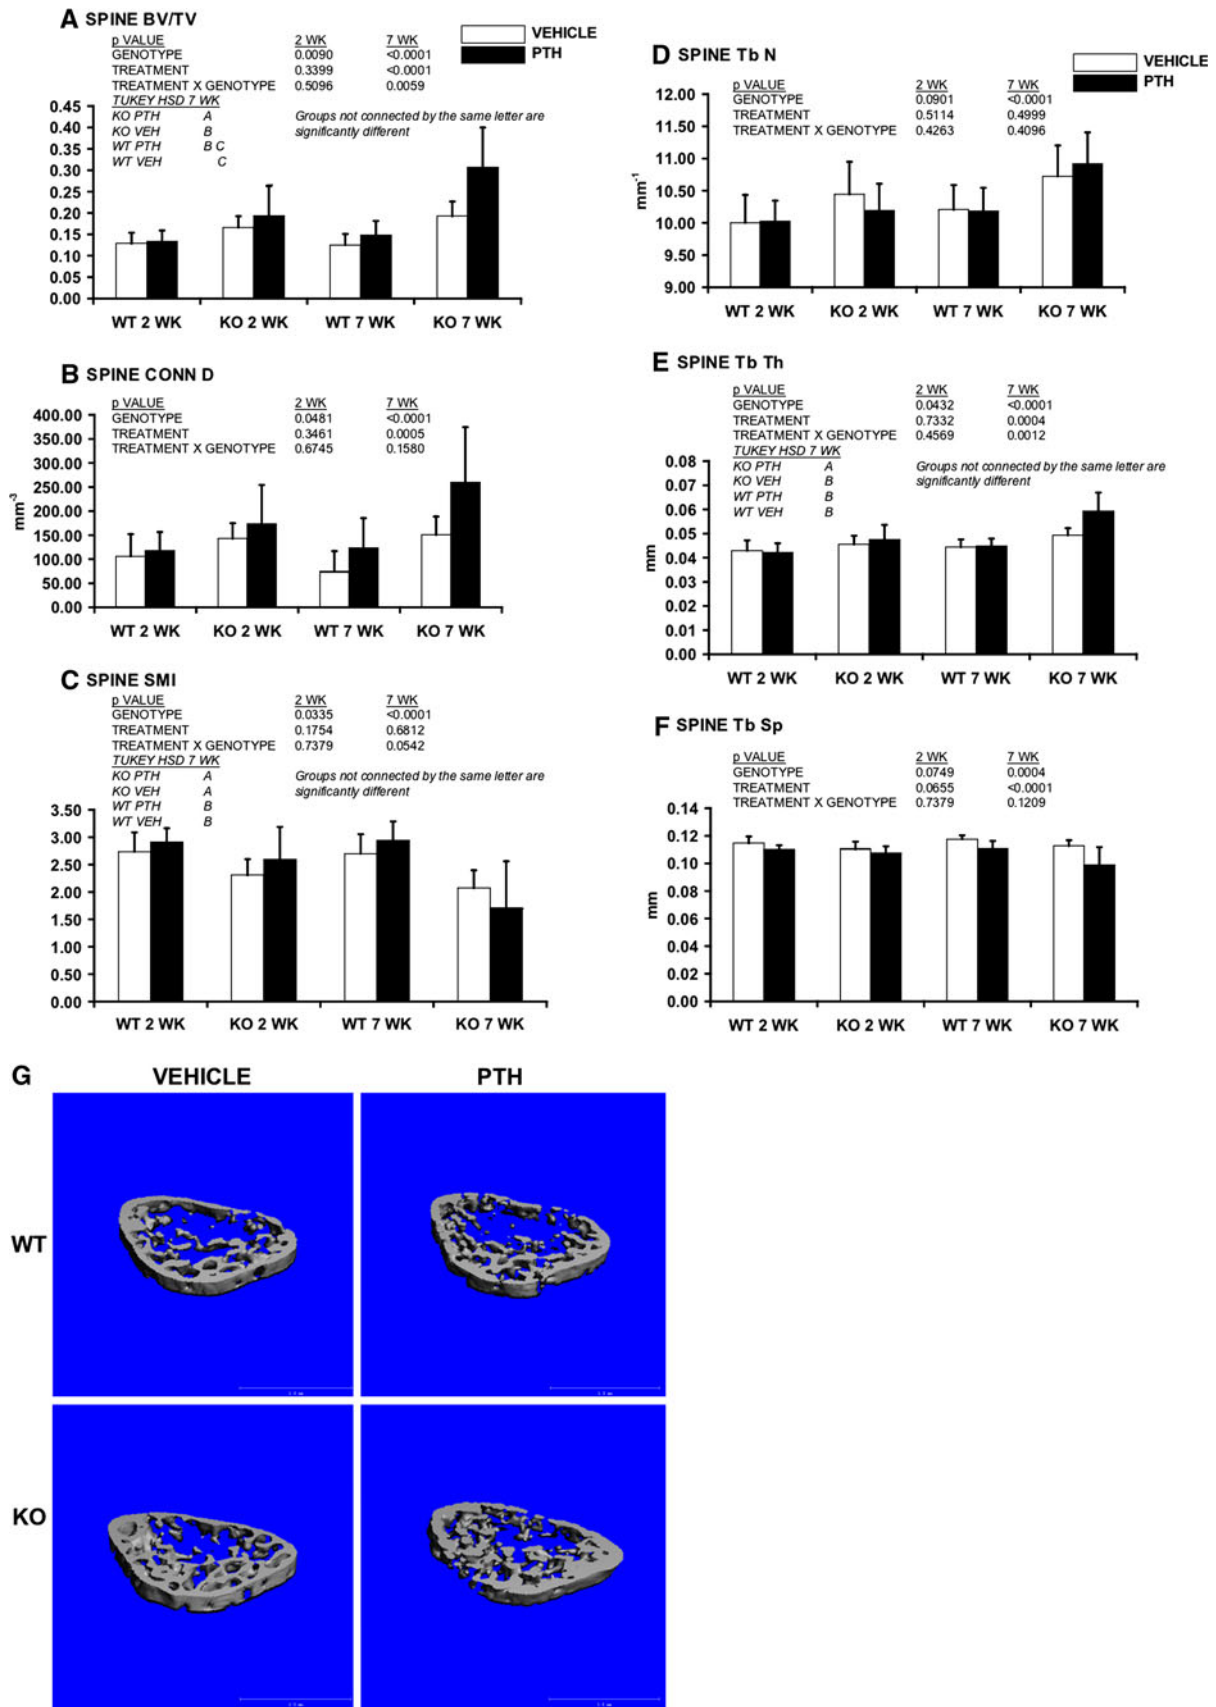 A SPINE BV/TV
p VALUE 2 WK 7 WK
GENOTYPE 0.0090 <0.0001
TREATMENT 0.3399 <0.0001
TREATMENT X GENOTYPE 0.5096 0.0059
TUKEY HSD 7 WK
KO PTH A
KO VEH B
WT PTH B C
WT VEH C
Groups not connected by the same letter are
significantly different
VEHICLE
PTH
0.45
0.40
0.35
0.30
0.25
0.20
0.15
0.10
0.05
0.00
WT 2 WK KO 2 WK WT 7 WK KO 7 WK
B SPINE CONN D
p VALUE 2 WK 7 WK
GENOTYPE 0.0481 <0.0001
TREATMENT 0.3461 0.0005
TREATMENT X GENOTYPE 0.6745 0.1580
mm-3
400.00
350.00
300.00
250.00
200.00
150.00
100.00
50.00
0.00
WT 2 WK KO 2 WK WT 7 WK KO 7 WK
C SPINE SMI
p VALUE 2 WK 7 WK
GENOTYPE 0.0335 <0.0001
TREATMENT 0.1754 0.6812
TREATMENT X GENOTYPE 0.7379 0.0542
TUKEY HSD 7 WK
KO PTH A
KO VEH A
WT PTH B
WT VEH B
Groups not connected by the same letter are
significantly different
3.50
3.00
2.50
2.00
1.50
1.00
0.50
0.00
WT 2 WK KO 2 WK WT 7 WK KO 7 WK
D SPINE Tb N
VEHICLE
PTH
p VALUE 2 WK 7 WK
GENOTYPE 0.0901 <0.0001
TREATMENT 0.5114 0.4999
TREATMENT X GENOTYPE 0.4263 0.4096
mm-1
12.00
11.50
11.00
10.50
10.00
9.50
9.00
WT 2 WK KO 2 WK WT 7 WK KO 7 WK
E SPINE Tb Th
p VALUE 2 WK 7 WK
GENOTYPE 0.0432 <0.0001
TREATMENT 0.7332 0.0004
TREATMENT X GENOTYPE 0.4569 0.0012
TUKEY HSD 7 WK
KO PTH A
KO VEH B
WT PTH B
WT VEH B
Groups not connected by the same letter are
significantly different
mm
0.08
0.07
0.06
0.05
0.04
0.03
0.02
0.01
0.00
WT 2 WK KO 2 WK WT 7 WK KO 7 WK
F SPINE Tb Sp
p VALUE 2 WK 7 WK
GENOTYPE 0.0749 0.0004
TREATMENT 0.0655 <0.0001
TREATMENT X GENOTYPE 0.7379 0.1209
mm
0.14
0.12
0.10
0.08
0.06
0.04
0.02
0.00
WT 2 WK KO 2 WK WT 7 WK KO 7 WK
G
VEHICLE PTH
WT
KO